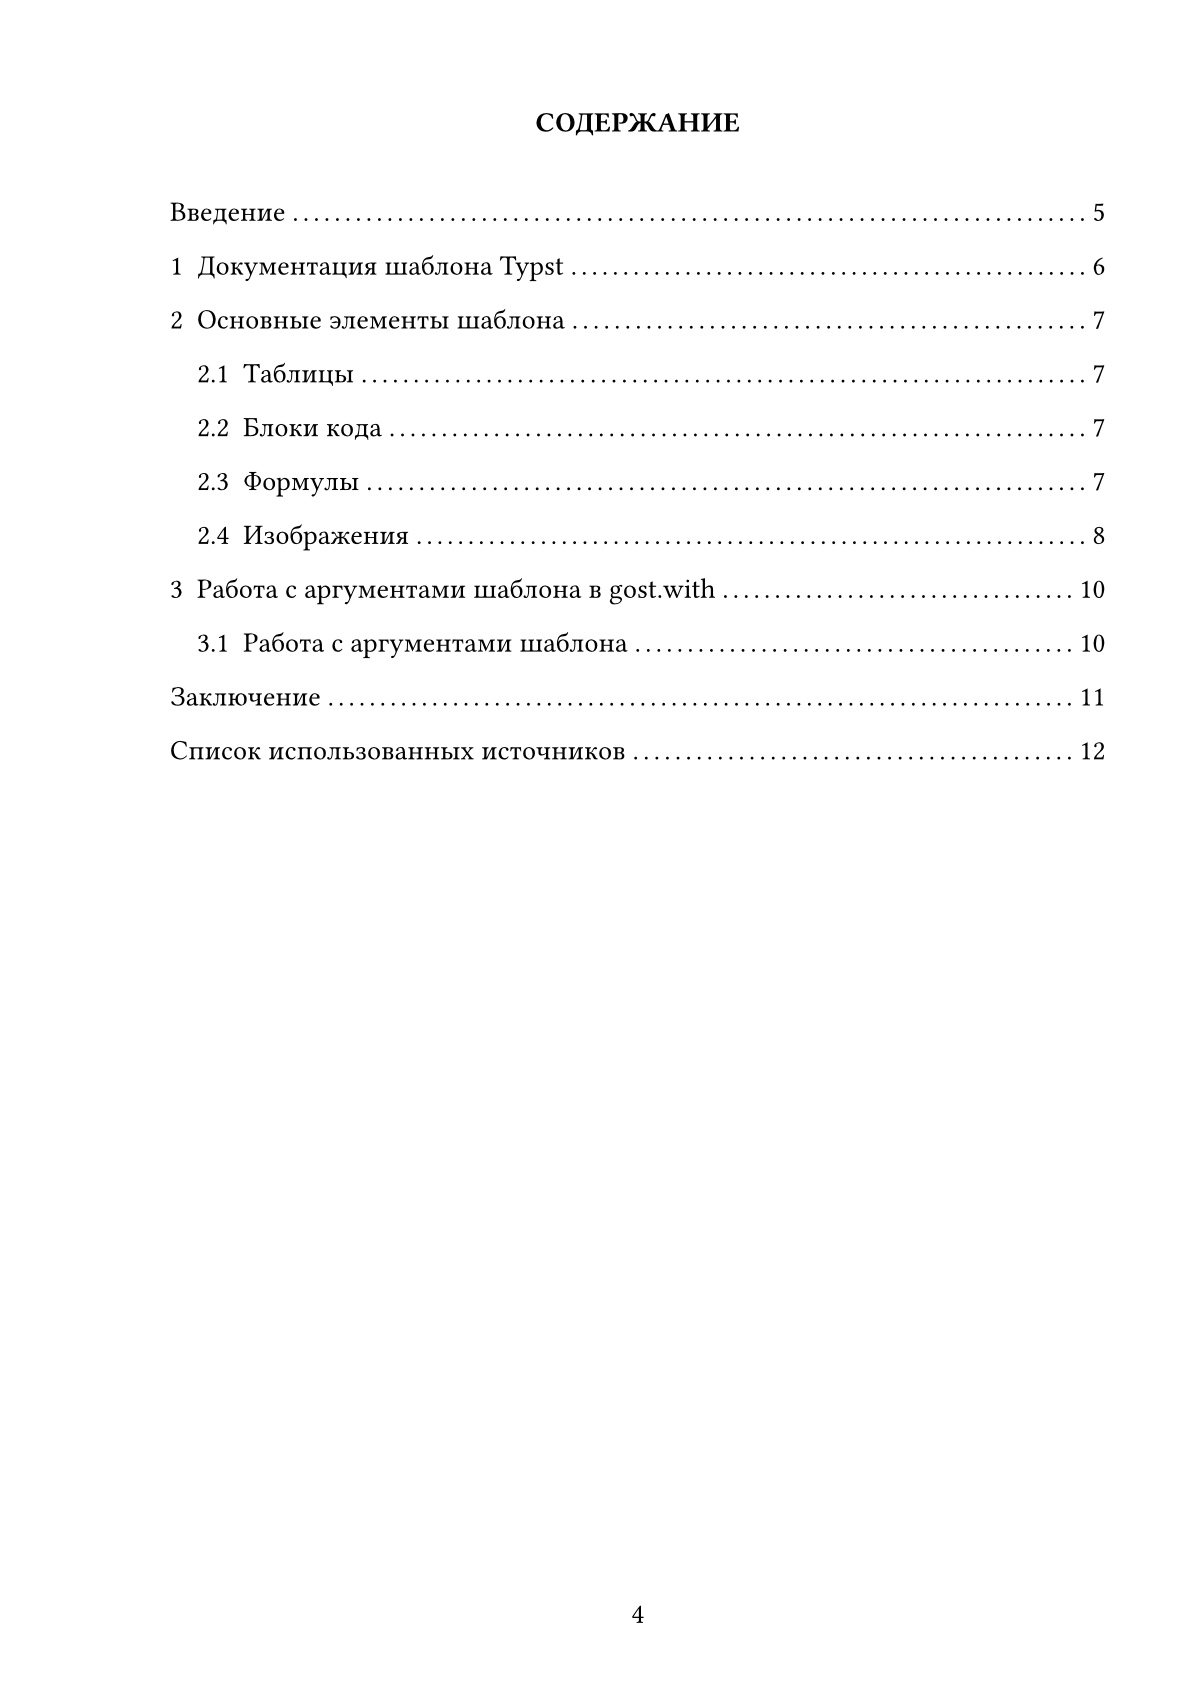 СОДЕРЖАНИЕ
Введение ........................................................................... 5
1 Документация шаблона Typst ................................................. 6
2 Основные элементы шаблона ................................................. 7
2.1 Таблицы ..................................................................... 7
2.2 Блоки кода .................................................................. 7
2.3 Формулы .................................................................... 7
2.4 Изображения ................................................................ 8
3 Работа с аргументами шаблона в gost.with .................................. 10
3.1 Работа с аргументами шаблона .......................................... 10
Заключение ........................................................................ 11
Список использованных источников .......................................... 12
4